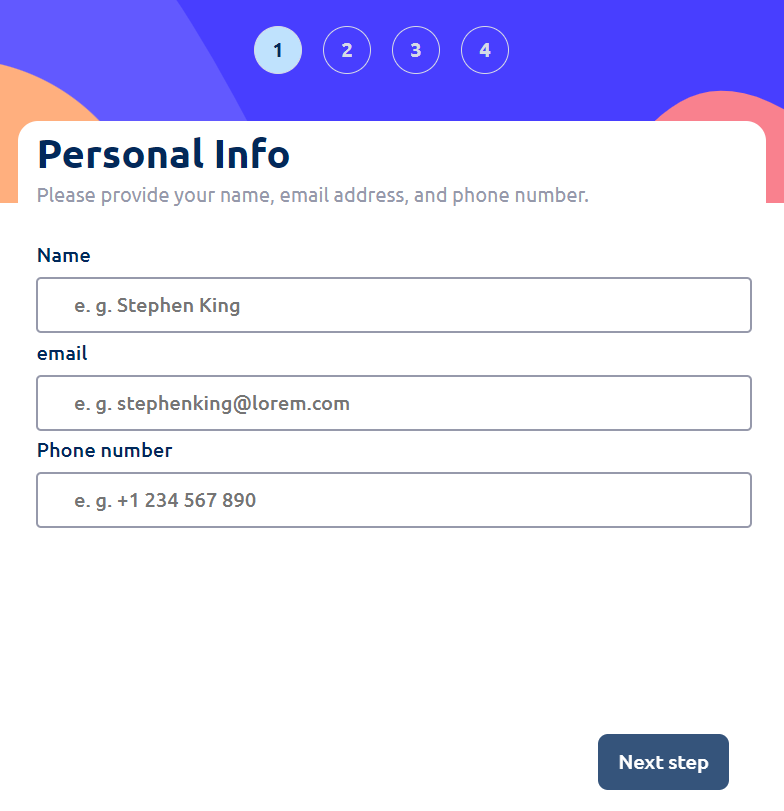 1 2 3 4
Personal Info
Please provide your name, email address, and phone number.
Name
e. g. Stephen King
email
e. g. stephenking@lorem.com
Phone number
e. g. +1 234 567 890
Next step